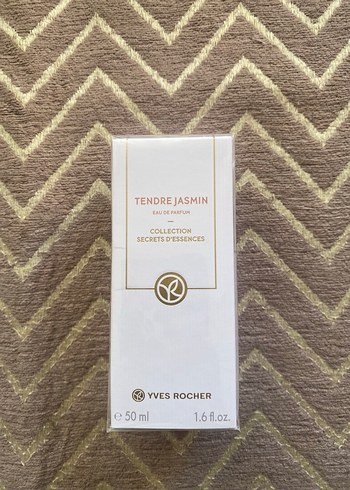 TENDRE JASMIN
EAU DE PARFUM
COLLECTION
SECRETS D'ESSENCES
YVES ROCHER
℮ 50 ml 1.6 fl.oz.